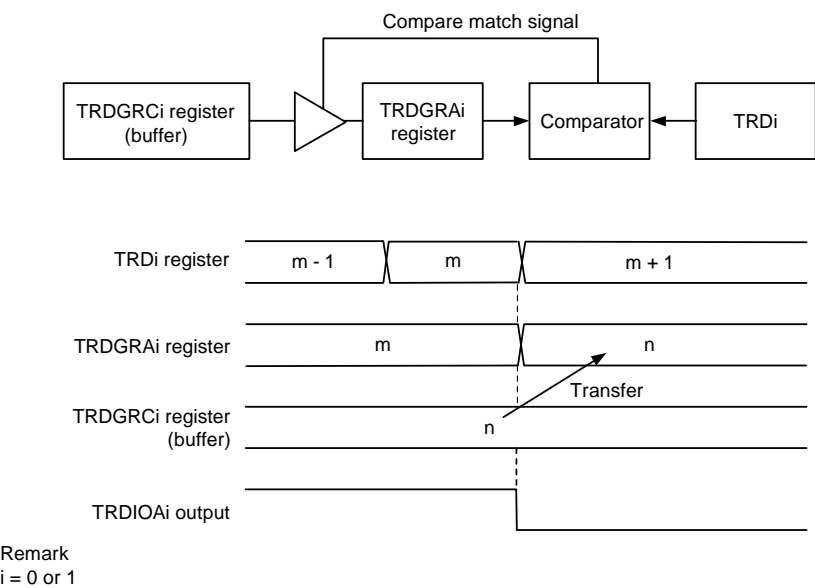 Compare match signal
TRDGRCi register
(buffer)
TRDGRAi
register
Comparator
TRDi
TRDi register
m - 1
m
m + 1
TRDGRAi register
m
n
Transfer
TRDGRCi register
(buffer)
n
TRDIOAi output
Remark
i = 0 or 1